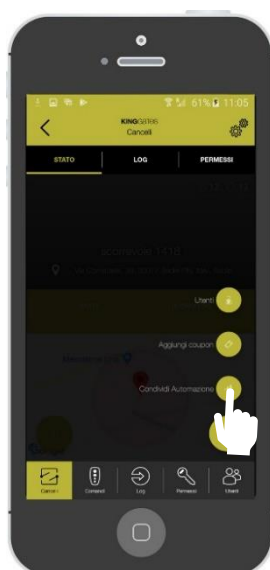 61% 11:05
KINGGATES
Cancelli
STATO LOG PERMESSI
Utenti
Aggiungi coupon
Condividi Automazione
Cancelli Comandi Log Permessi Utenti